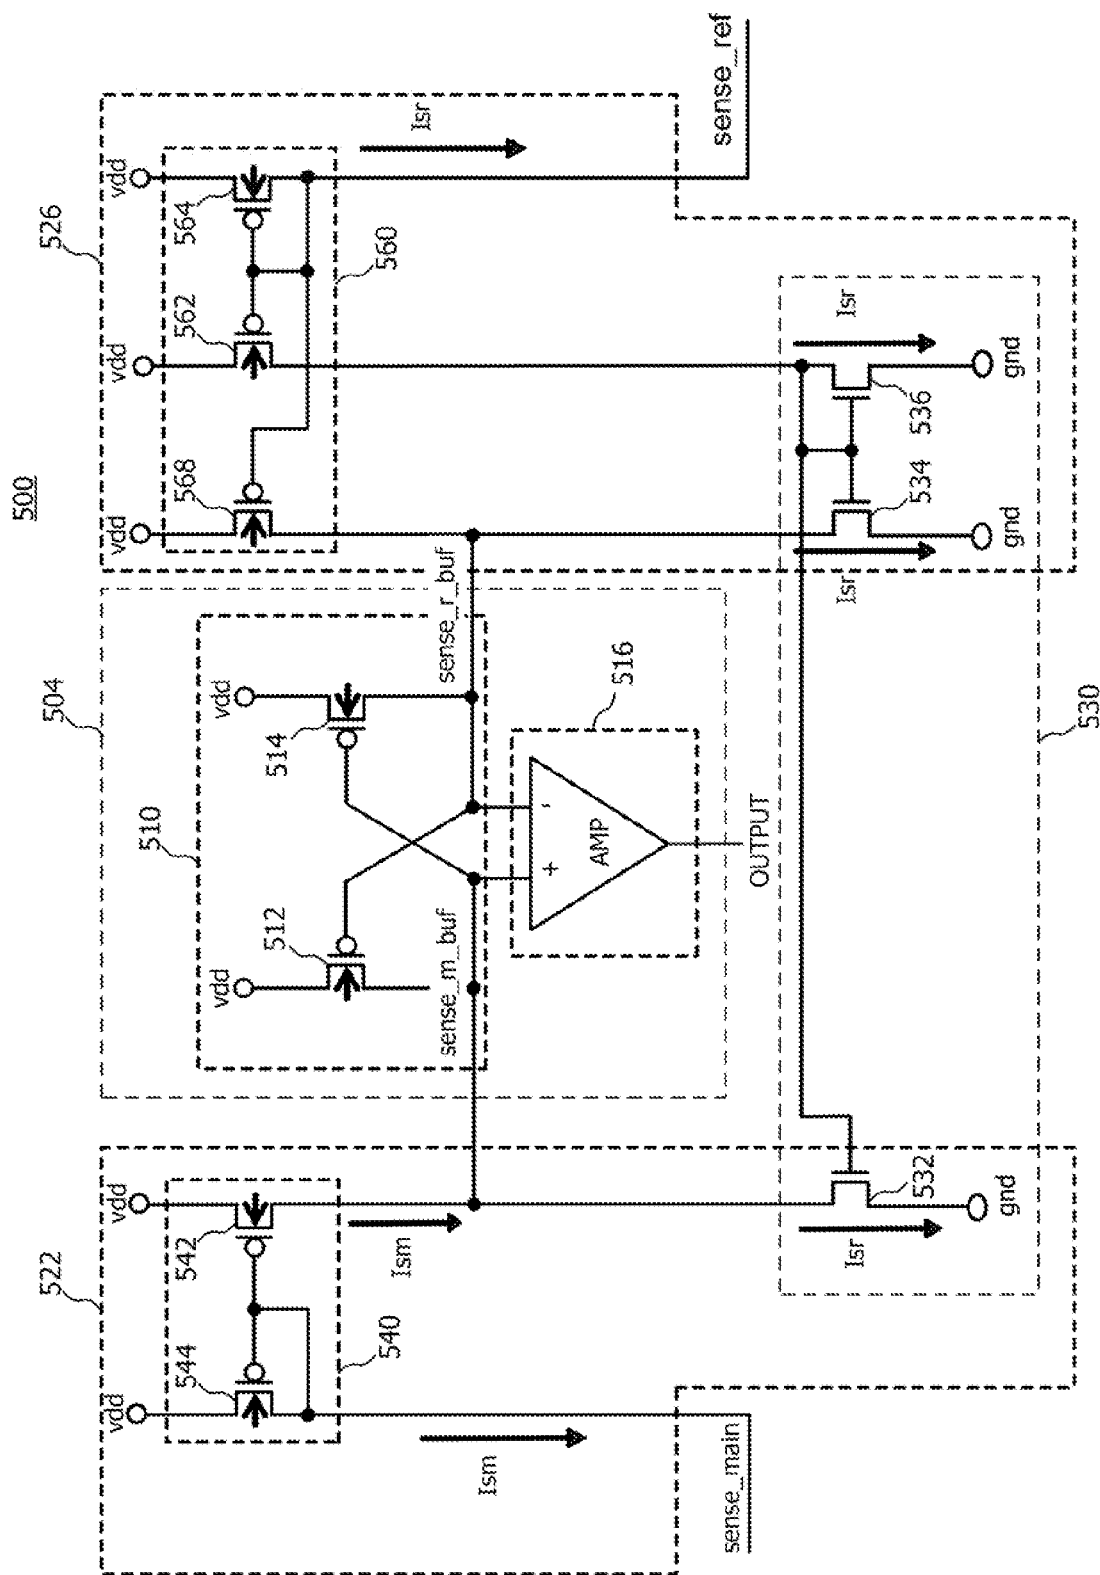 500
522
504
526
vdd
vdd
vdd
vdd
vdd
544
542
568
562
564
510
vdd
vdd
512
514
540
560
Ism
Ism
Isr
sense_m_buf
sense_r_buf
+
-
AMP
516
sense_main
OUTPUT
sense_ref
Isr
Isr
Isr
532
534
536
gnd
gnd
gnd
530